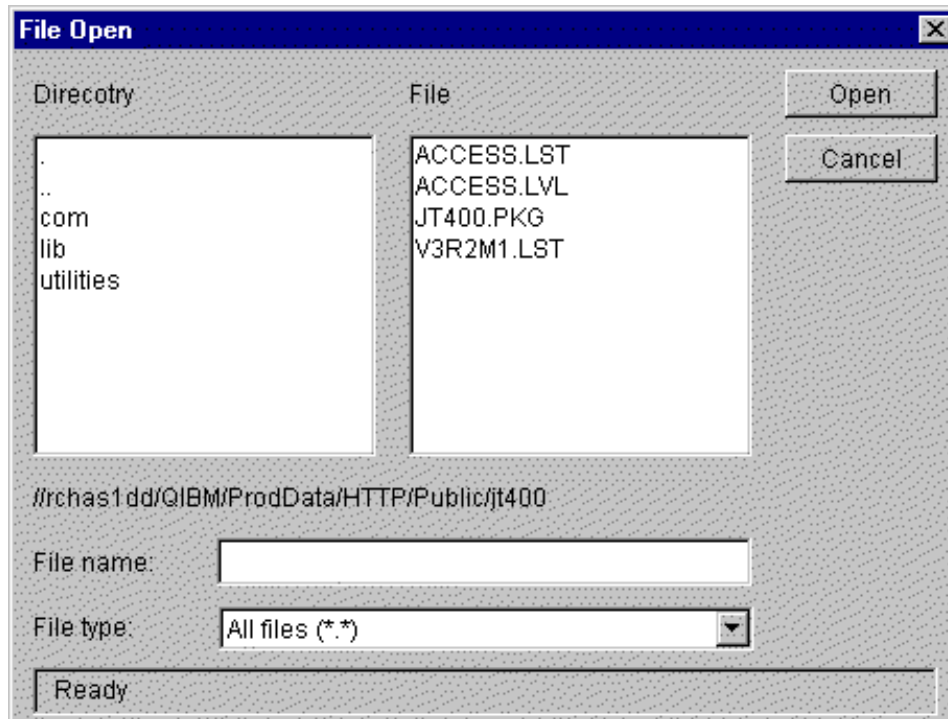 File Open
Direcotry
File
Open
Cancel
.
..
com
lib
utilities
ACCESS.LST
ACCESS.LVL
JT400.PKG
V3R2M1.LST
//rchas1dd/QIBM/ProdData/HTTP/Public/jt400
File name:
File type:
All files (*.*)
Ready